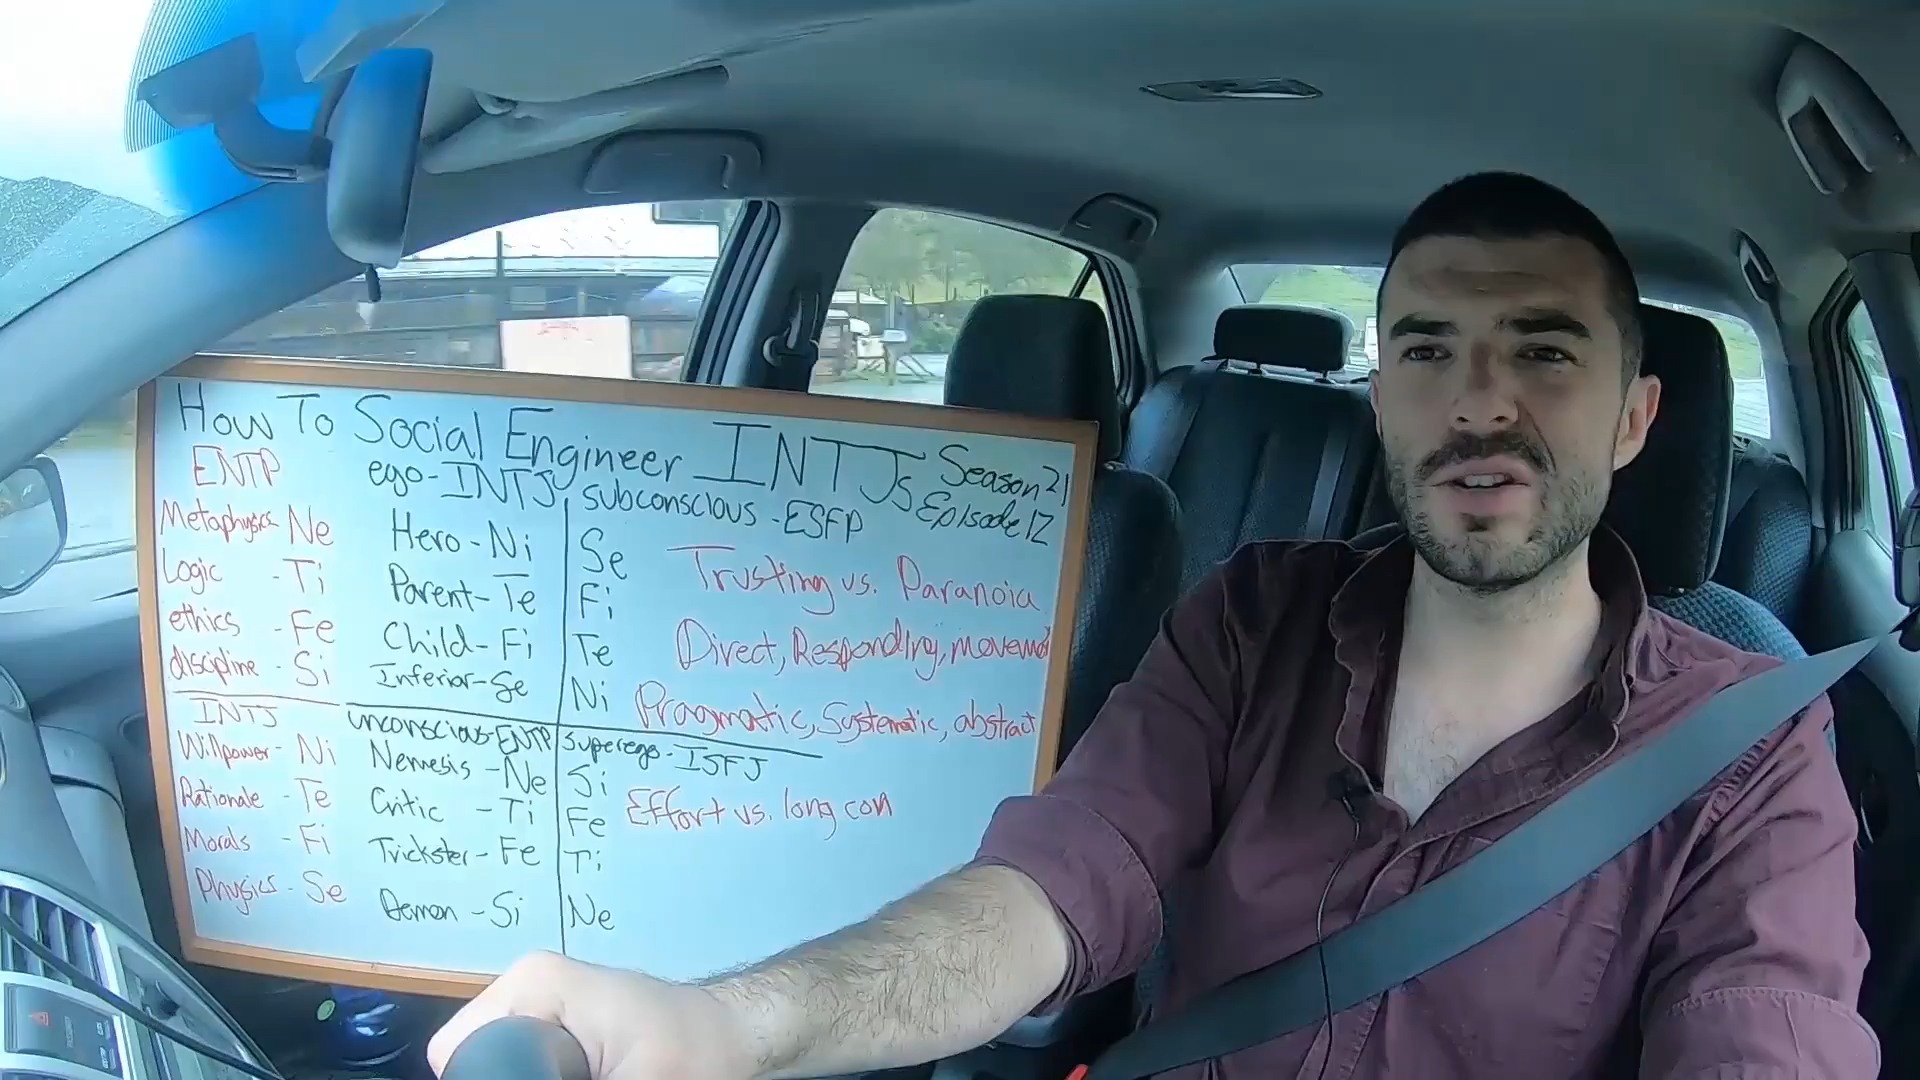 How To Social Engineer INTJs Season 21
Episode 12
ENTP
Metaphysics Ne
Logic - Ti
ethics - Fe
discipline - Si
INTJ
Willpower - Ni
Rationale - Te
Morals - Fi
Physics - Se
ego - INTJ
Hero - Ni
Parent - Te
Child - Fi
Inferior - Se
subconscious - ESFP
Se
Fi
Te
Ni
unconscious - ENTP
Nemesis - Ne
Critic - Ti
Trickster - Fe
Demon - Si
superego - ISFJ
Si
Fe
Ti
Ne
Trusting vs. Paranoia
Direct, Responding, movement
Pragmatic, Systematic, abstract
Effort vs. long con